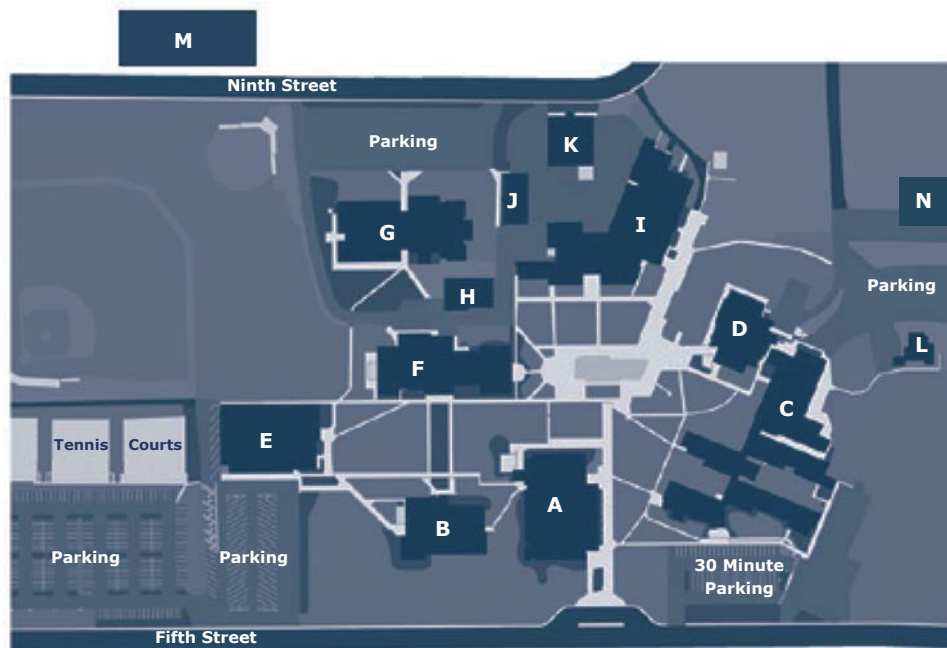 M
Ninth Street
Parking
K
J
N
G
I
Parking
H
D
L
F
C
E
Tennis
Courts
A
B
Parking
Parking
30 Minute
Parking
Fifth Street